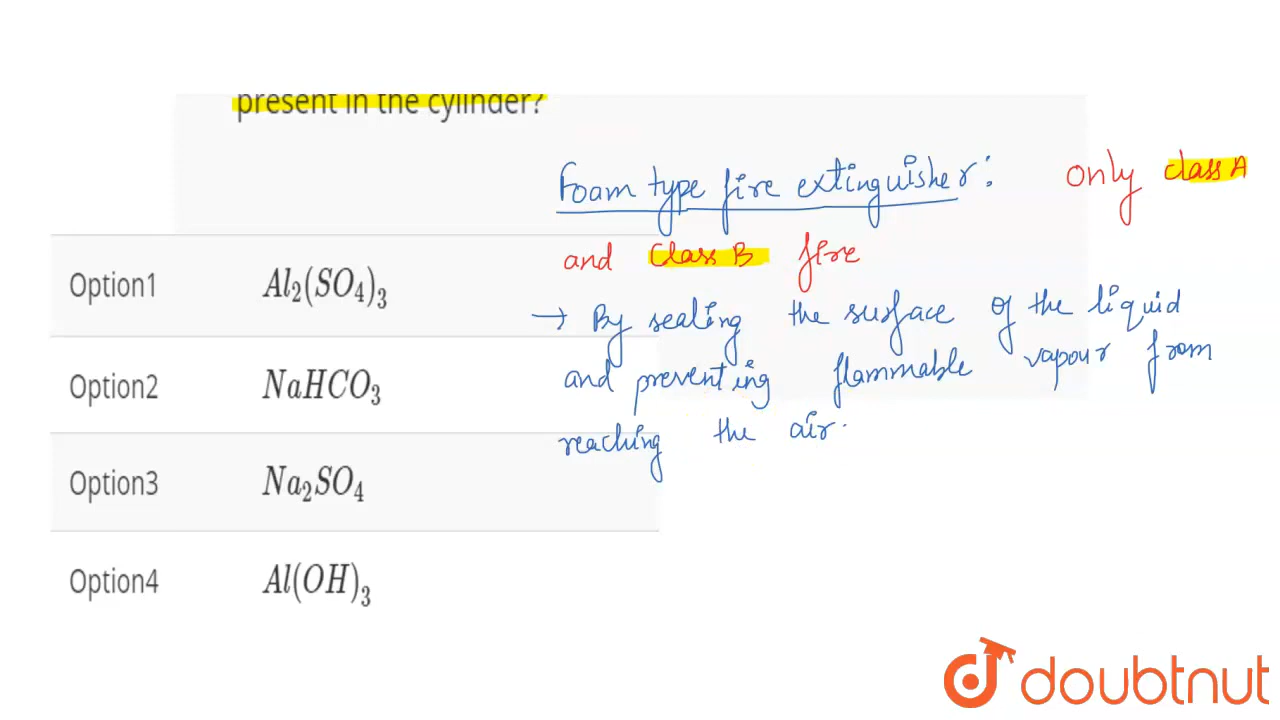 present in the cylinder?
Foam type fire extinguisher: only class A
and class B fire
→ By sealing the surface of the liquid
and preventing flammable vapour from
reaching the air.
Option1 Al₂(SO₄)₃
Option2 NaHCO₃
Option3 Na₂SO₄
Option4 Al(OH)₃
doubtnut